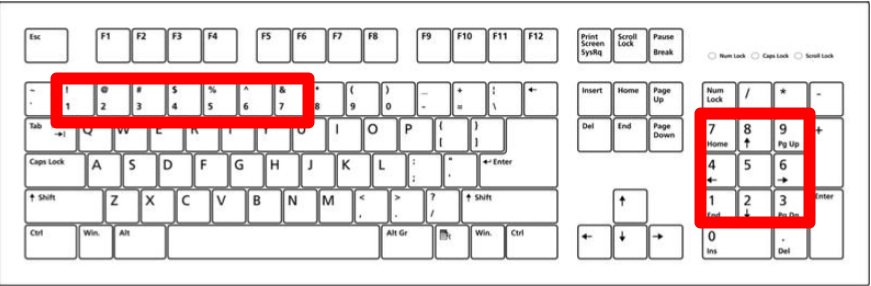 Esc F1 F2 F3 F4 F5 F6 F7 F8 F9 F10 F11 F12 Print Scroll Pause
Screen Lock
SysRq Break
Num Lock Caps Lock Scroll Lock
~ ! @ # $ % ^ & * ( ) _ + ¦ ← Insert Home Page Num / * -
Up Lock
` 1 2 3 4 5 6 7 8 9 0 - = \
Tab Q W E R T Y U I O P { } Del End Page 7 8 9 +
Down
[ ] Home ↑ Pg Up
Caps Lock A S D F G H J K L : " ↵ Enter 4 5 6
; ' ← →
↑ Shift Z X C V B N M < > ? ↑ Shift ↑ 1 2 3 Enter
, . / End ↓ Pg Dn
Ctrl Win. Alt Alt Gr Win. Ctrl ← ↓ → 0 .
Ins Del